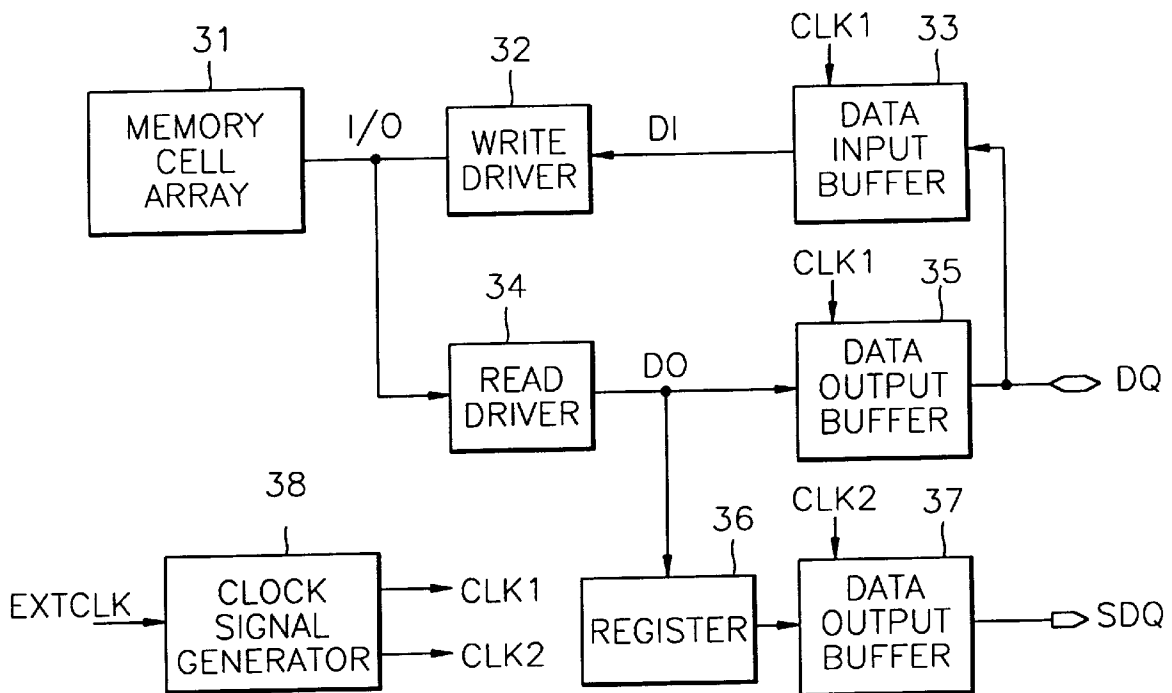 31
MEMORY
CELL
ARRAY
I/O
32
WRITE
DRIVER
DI
CLK1
33
DATA
INPUT
BUFFER
34
READ
DRIVER
DO
CLK1
35
DATA
OUTPUT
BUFFER
DQ
38
EXTCLK
CLOCK
SIGNAL
GENERATOR
CLK1
CLK2
36
REGISTER
CLK2
37
DATA
OUTPUT
BUFFER
SDQ